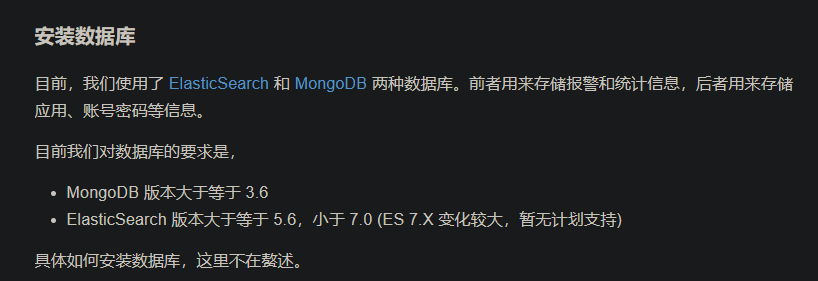 安装数据库
目前，我们使用了 ElasticSearch 和 MongoDB 两种数据库。前者用来存储报警和统计信息，后者用来存储
应用、账号密码等信息。
目前我们对数据库的要求是，
• MongoDB 版本大于等于 3.6
• ElasticSearch 版本大于等于 5.6，小于 7.0 (ES 7.X 变化较大，暂无计划支持)
具体如何安装数据库，这里不在赘述。